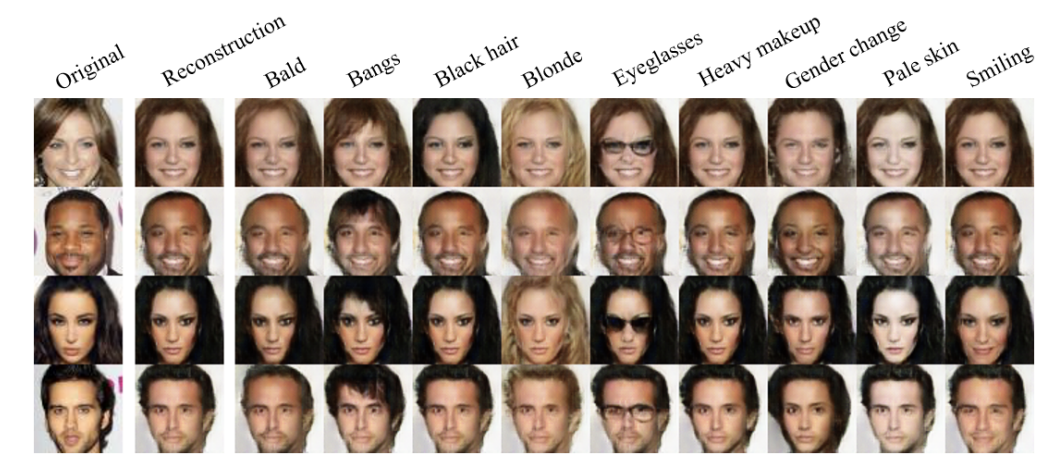 Original
Reconstruction
Bald
Bangs
Black hair
Blonde
Eyeglasses
Heavy makeup
Gender change
Pale skin
Smiling